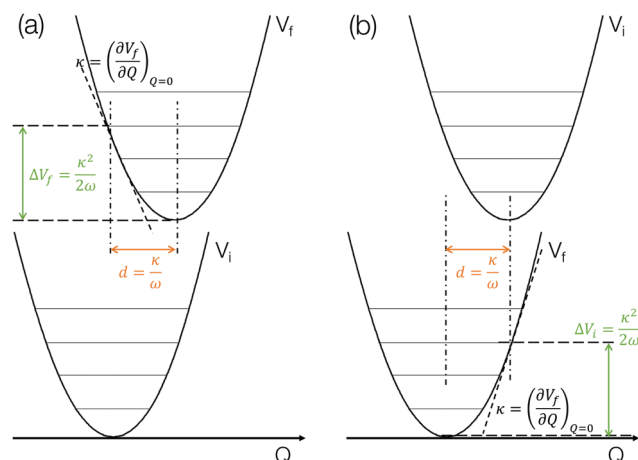 (a)
V_f
κ = (∂V_f/∂Q)_{Q=0}
ΔV_f = κ²/2ω
d = κ/ω
V_i
Q
(b)
V_i
d = κ/ω
V_f
ΔV_i = κ²/2ω
κ = (∂V_f/∂Q)_{Q=0}
Q